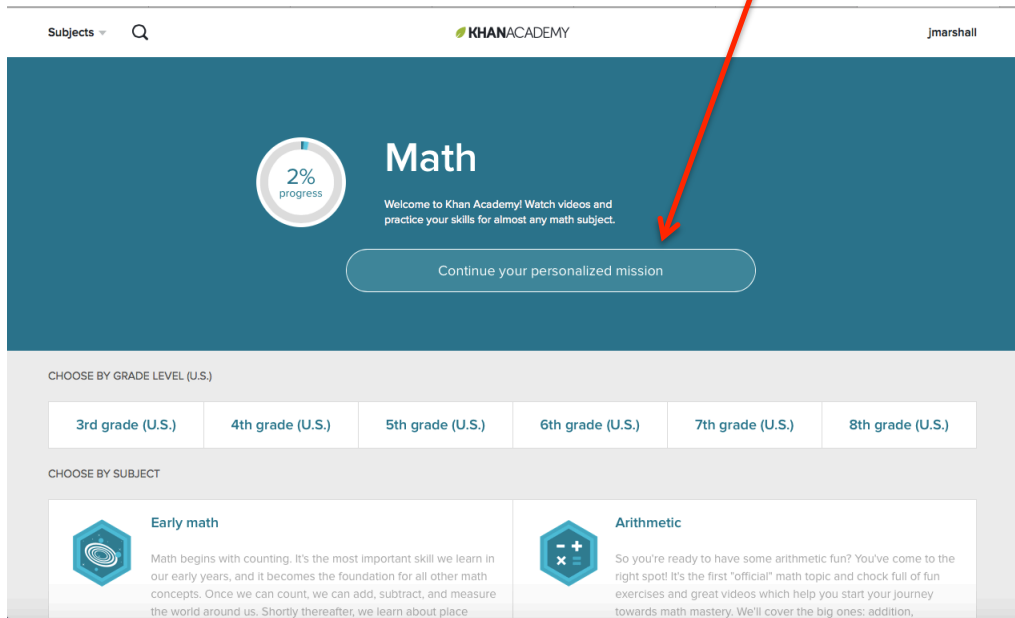 Subjects
KHANACADEMY
jmarshall
2%
progress
Math
Welcome to Khan Academy! Watch videos and
practice your skills for almost any math subject.
Continue your personalized mission
CHOOSE BY GRADE LEVEL (U.S.)
3rd grade (U.S.)
4th grade (U.S.)
5th grade (U.S.)
6th grade (U.S.)
7th grade (U.S.)
8th grade (U.S.)
CHOOSE BY SUBJECT
Early math
Math begins with counting. It's the most important skill we learn in
our early years, and it becomes the foundation for all other math
concepts. Once we can count, we can add, subtract, and measure
the world around us. Shortly thereafter, we learn about place
Arithmetic
So you're ready to have some arithmetic fun? You've come to the
right spot! It's the first "official" math topic and chock full of fun
exercises and great videos which help you start your journey
towards math mastery. We'll cover the big ones: addition,